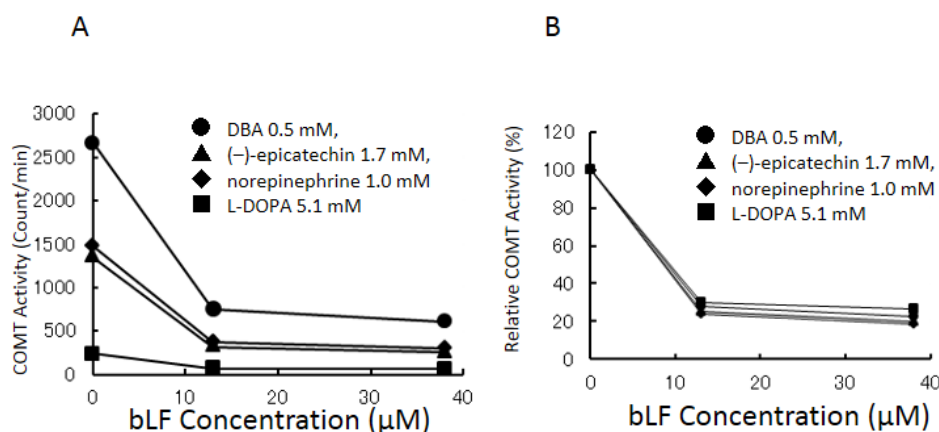 A
COMT Activity (Count/min)
3000
2500
2000
1500
1000
500
0
0
10
20
30
40
bLF Concentration (μM)
DBA 0.5 mM,
(−)-epicatechin 1.7 mM,
norepinephrine 1.0 mM
L-DOPA 5.1 mM
B
Relative COMT Activity (%)
120
100
80
60
40
20
0
0
10
20
30
40
bLF Concentration (μM)
DBA 0.5 mM,
(−)-epicatechin 1.7 mM,
norepinephrine 1.0 mM
L-DOPA 5.1 mM